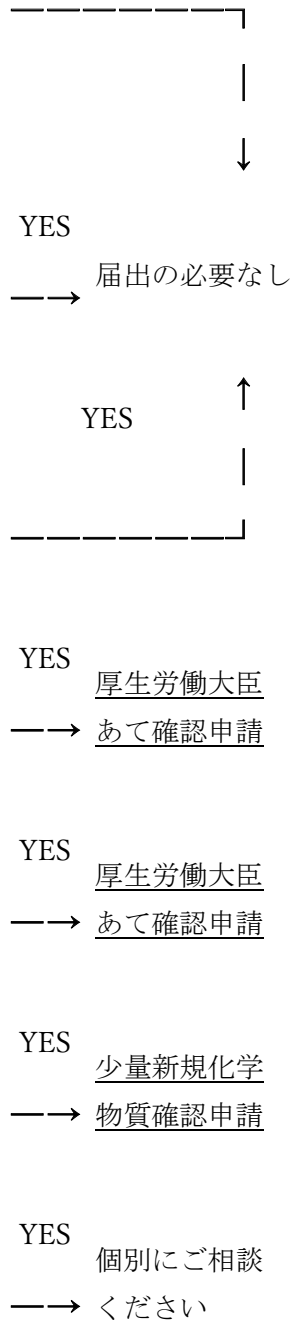 YES
届出の必要なし
YES
YES
厚生労働大臣
あて確認申請
YES
厚生労働大臣
あて確認申請
YES
少量新規化学
物質確認申請
YES
個別にご相談
ください